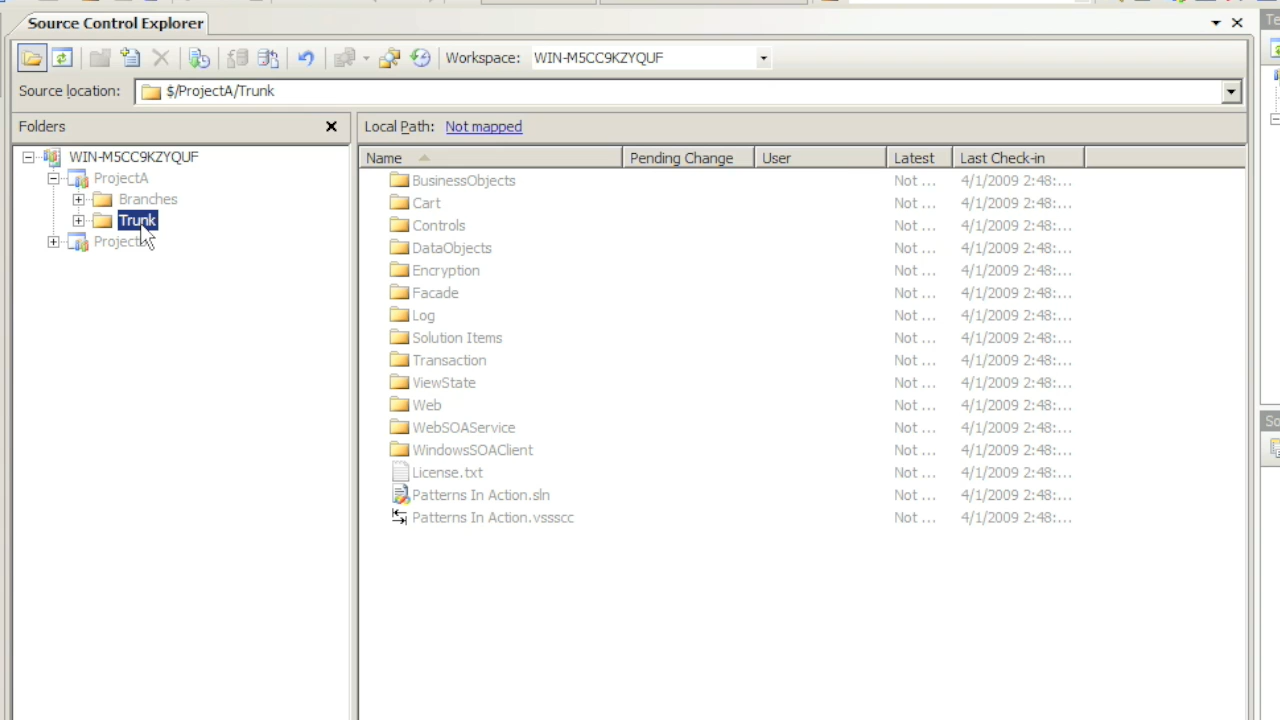 Source Control Explorer
Workspace: WIN-M5CC9KZYQUF
Source location: $/ProjectA/Trunk
Folders
Local Path: Not mapped
WIN-M5CC9KZYQUF
ProjectA
Branches
Trunk
Project
Name Pending Change User Latest Last Check-in
BusinessObjects Not ... 4/1/2009 2:48:...
Cart Not ... 4/1/2009 2:48:...
Controls Not ... 4/1/2009 2:48:...
DataObjects Not ... 4/1/2009 2:48:...
Encryption Not ... 4/1/2009 2:48:...
Facade Not ... 4/1/2009 2:48:...
Log Not ... 4/1/2009 2:48:...
Solution Items Not ... 4/1/2009 2:48:...
Transaction Not ... 4/1/2009 2:48:...
ViewState Not ... 4/1/2009 2:48:...
Web Not ... 4/1/2009 2:48:...
WebSOAService Not ... 4/1/2009 2:48:...
WindowsSOAClient Not ... 4/1/2009 2:48:...
License.txt Not ... 4/1/2009 2:48:...
Patterns In Action.sln Not ... 4/1/2009 2:48:...
Patterns In Action.vssscc Not ... 4/1/2009 2:48:...